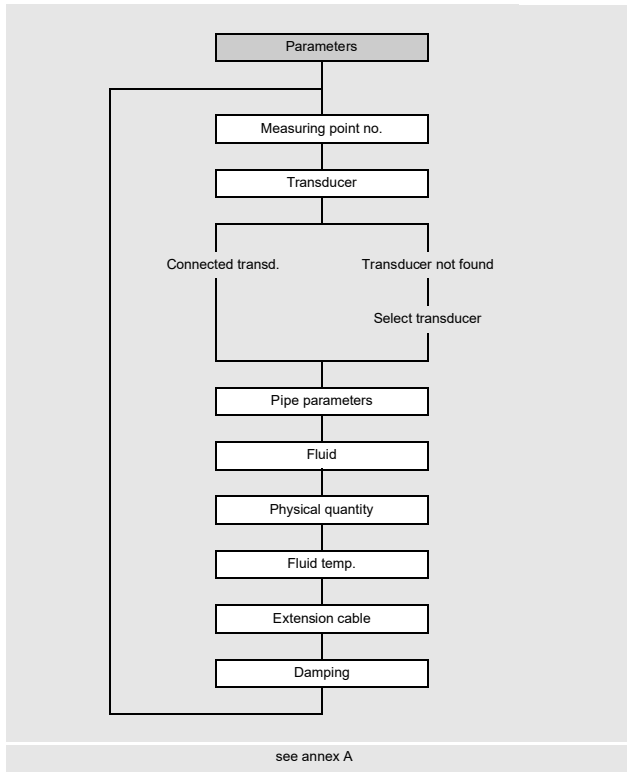 Parameters
Measuring point no.
Transducer
Connected transd.
Transducer not found
Select transducer
Pipe parameters
Fluid
Physical quantity
Fluid temp.
Extension cable
Damping
see annex A